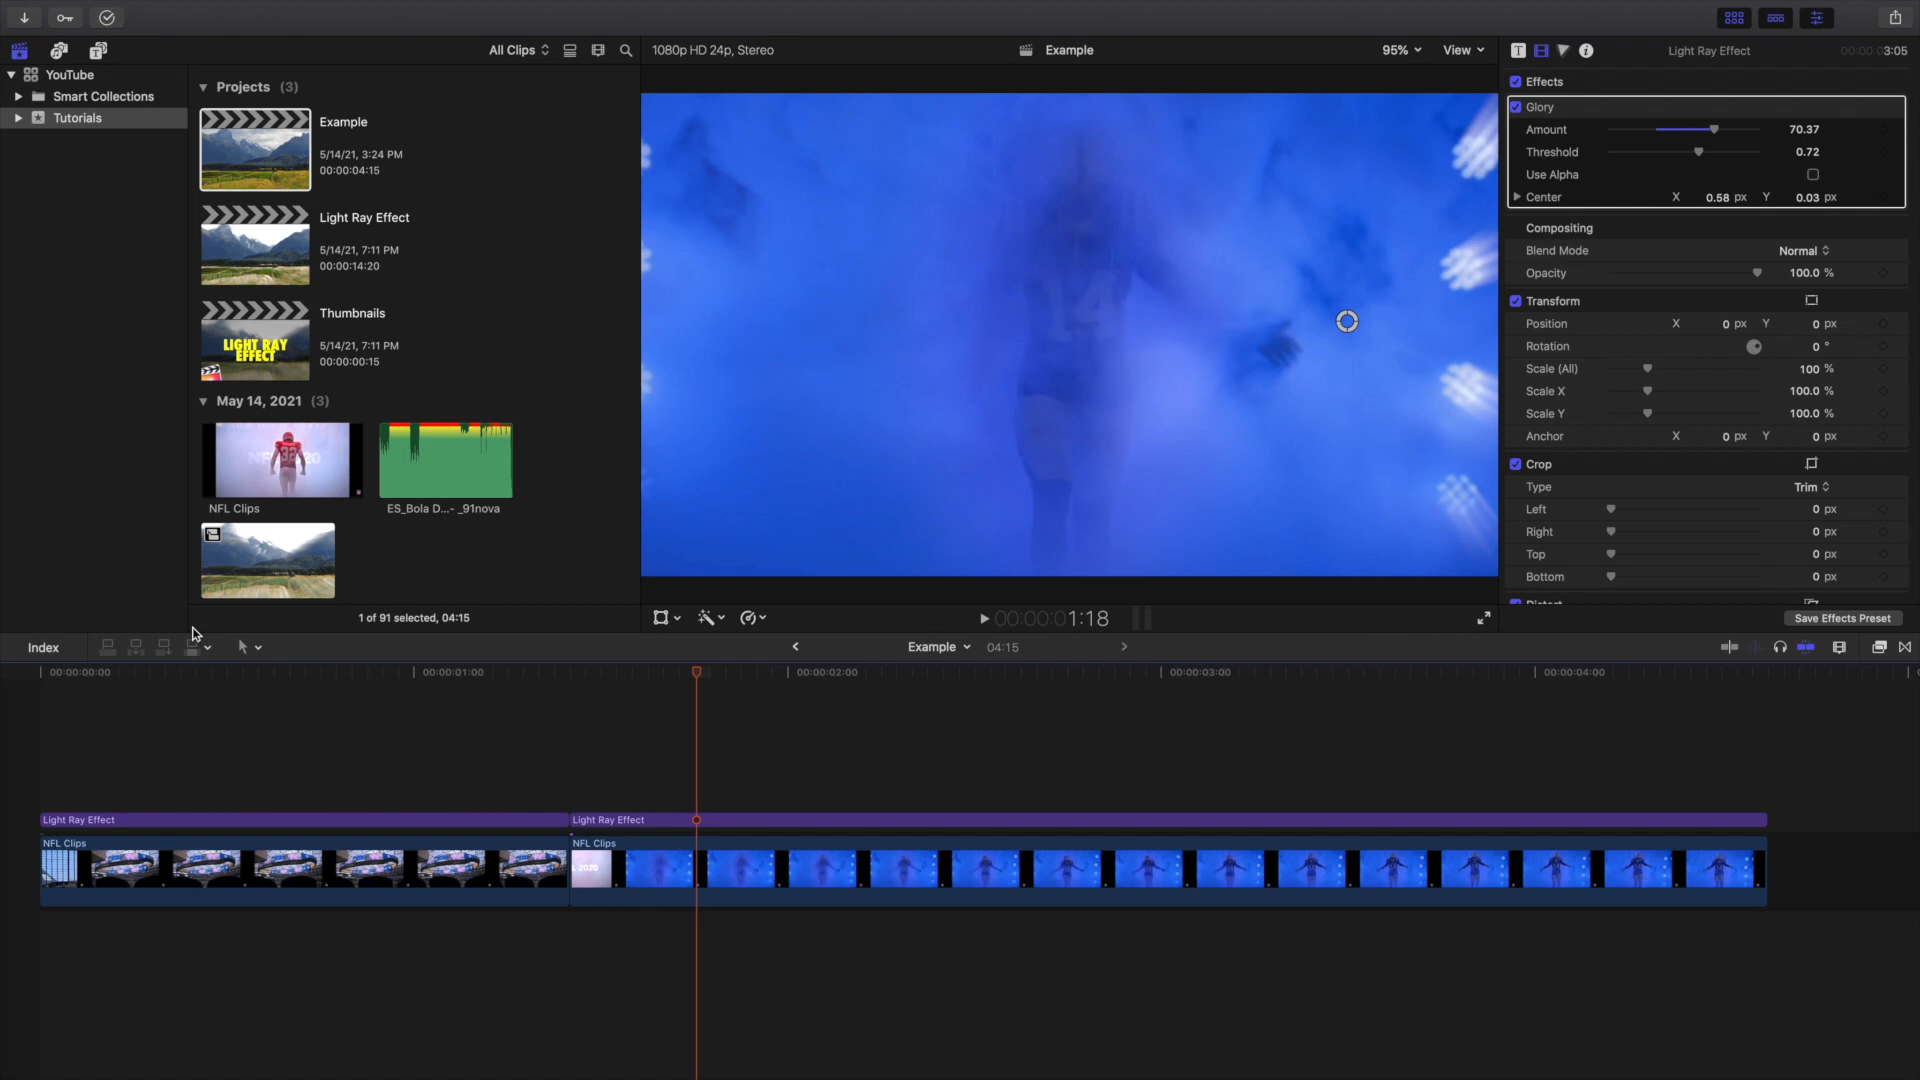 All Clips
1080p HD 24p, Stereo
Example
95%
View
Light Ray Effect
00:00:03:05
YouTube
Smart Collections
Tutorials
Projects (3)
Example
5/14/21, 3:24 PM
00:00:04:15
Light Ray Effect
5/14/21, 7:11 PM
00:00:14:20
LIGHT RAY
EFFECT
Thumbnails
5/14/21, 7:11 PM
00:00:00:15
May 14, 2021 (3)
NFL Clips
ES_Bola D...- _91nova
1 of 91 selected, 04:15
14
Effects
Glory
Amount 70.37
Threshold 0.72
Use Alpha
Center X 0.58 px Y 0.03 px
Compositing
Blend Mode Normal
Opacity 100.0 %
Transform
Position X 0 px Y 0 px
Rotation 0 °
Scale (All) 100 %
Scale X 100.0 %
Scale Y 100.0 %
Anchor X 0 px Y 0 px
Crop
Type Trim
Left 0 px
Right 0 px
Top 0 px
Bottom 0 px
Distort
00:00:01:18
Save Effects Preset
Index
Example 04:15
00:00:00:00
00:00:01:00
00:00:02:00
00:00:03:00
00:00:04:00
Light Ray Effect
Light Ray Effect
NFL Clips
NFL Clips